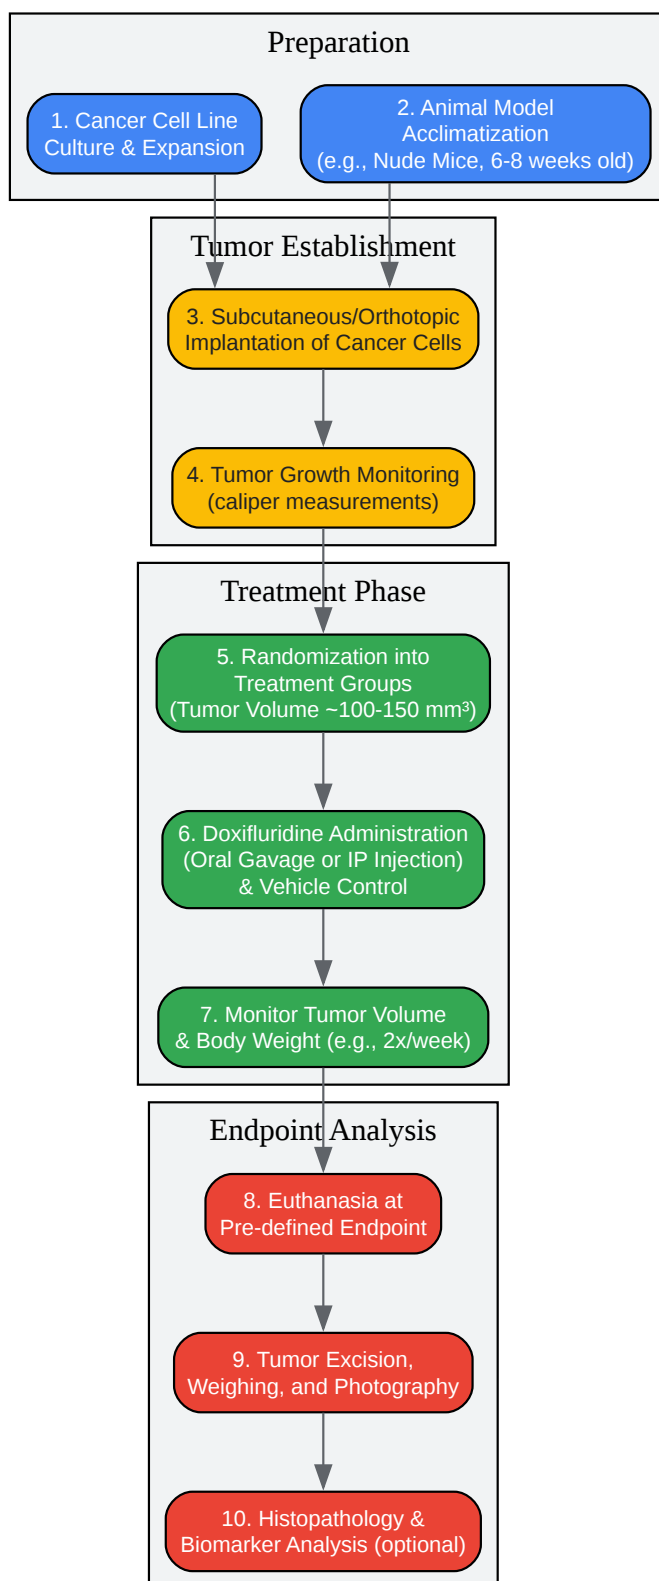 Preparation
1. Cancer Cell Line
Culture & Expansion
2. Animal Model
Acclimatization
(e.g., Nude Mice, 6-8 weeks old)
Tumor Establishment
3. Subcutaneous/Orthotopic
Implantation of Cancer Cells
4. Tumor Growth Monitoring
(caliper measurements)
Treatment Phase
5. Randomization into
Treatment Groups
(Tumor Volume ~100-150 mm³)
6. Doxifluridine Administration
(Oral Gavage or IP Injection)
& Vehicle Control
7. Monitor Tumor Volume
& Body Weight (e.g., 2x/week)
Endpoint Analysis
8. Euthanasia at
Pre-defined Endpoint
9. Tumor Excision,
Weighing, and Photography
10. Histopathology &
Biomarker Analysis (optional)